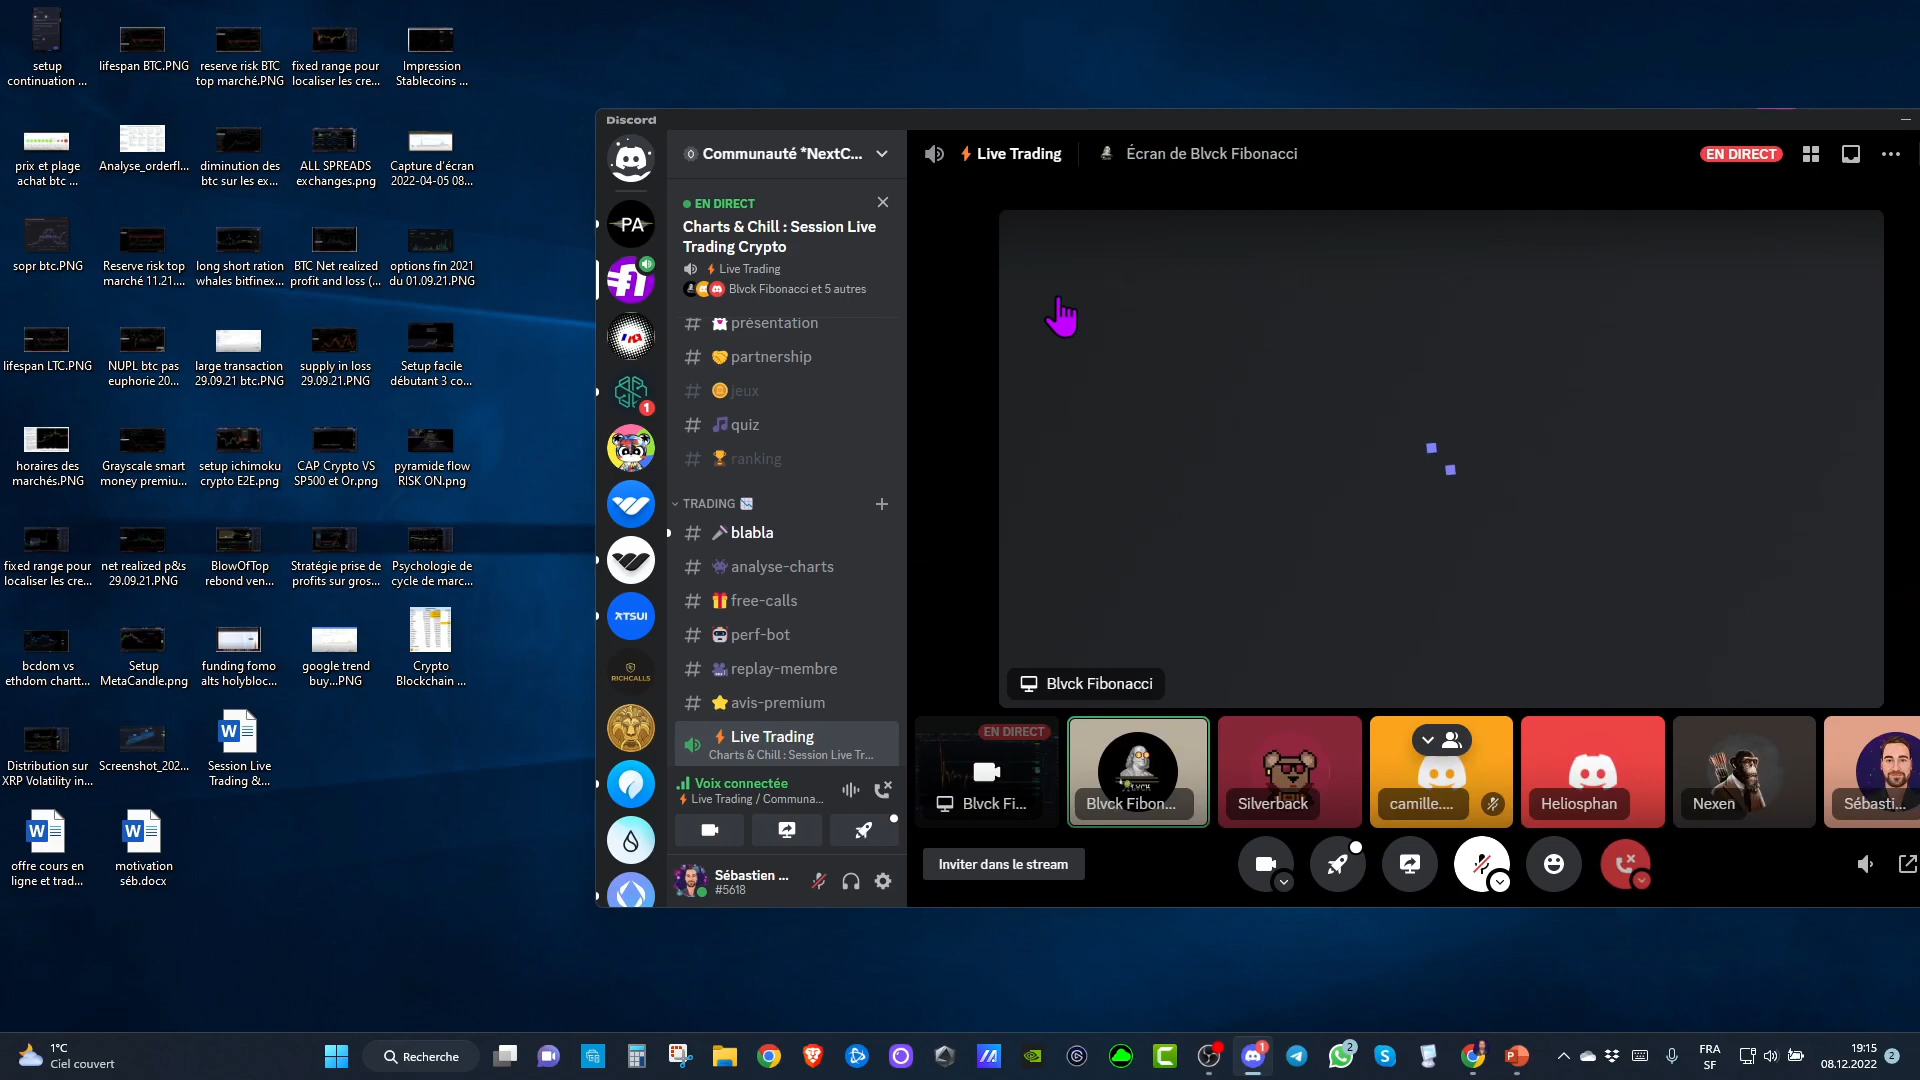 setup
continuation ...
lifespan BTC.PNG
reserve risk BTC
top marché.PNG
fixed range pour
localiser les cre...
Impression
Stablecoins ...
prix et plage
achat btc ...
Analyse_orderfl...
diminution des
btc sur les ex...
ALL SPREADS
exchanges.png
Capture d'écran
2022-04-05 08...
sopr btc.PNG
Reserve risk top
marché 11.21....
long short ration
whales bitfinex...
BTC Net realized
profit and loss (...
options fin 2021
du 01.09.21.PNG
lifespan LTC.PNG
NUPL btc pas
euphorie 20...
large transaction
29.09.21 btc.PNG
supply in loss
29.09.21.PNG
Setup facile
débutant 3 co...
horaires des
marchés.PNG
Grayscale smart
money premiu...
setup ichimoku
crypto E2E.png
CAP Crypto VS
SP500 et Or.png
pyramide flow
RISK ON.png
fixed range pour
localiser les cre...
net realized p&s
29.09.21.PNG
BlowOfTop
rebond ven...
Stratégie prise de
profits sur gros...
Psychologie de
cycle de marc...
bcdom vs
ethdom chartt...
Setup
MetaCandle.png
funding fomo
alts holybloc...
google trend
buy...PNG
Crypto
Blockchain ...
Distribution sur
XRP Volatility in...
Screenshot_202...
Session Live
Trading &...
offre cours en
ligne et trad...
motivation
séb.docx
Discord
Communauté *NextC...
EN DIRECT
Charts & Chill : Session Live
Trading Crypto
Live Trading
Blvck Fibonacci et 5 autres
# présentation
# partnership
# jeux
# quiz
# ranking
TRADING
# blabla
# analyse-charts
# free-calls
# perf-bot
# replay-membre
# avis-premium
Live Trading
Charts & Chill : Session Live Tr...
Voix connectée
Live Trading / Communa...
Sébastien ...
#5618
PA
1
ATSUI
RICHCALLS
Live Trading
Écran de Blvck Fibonacci
EN DIRECT
Blvck Fibonacci
EN DIRECT
Blvck Fi...
Blvck Fibon...
Silverback
camille....
Heliosphan
Nexen
Sébasti...
Inviter dans le stream
1°C
Ciel couvert
Recherche
1
2
FRA
SF
19:15
08.12.2022
2